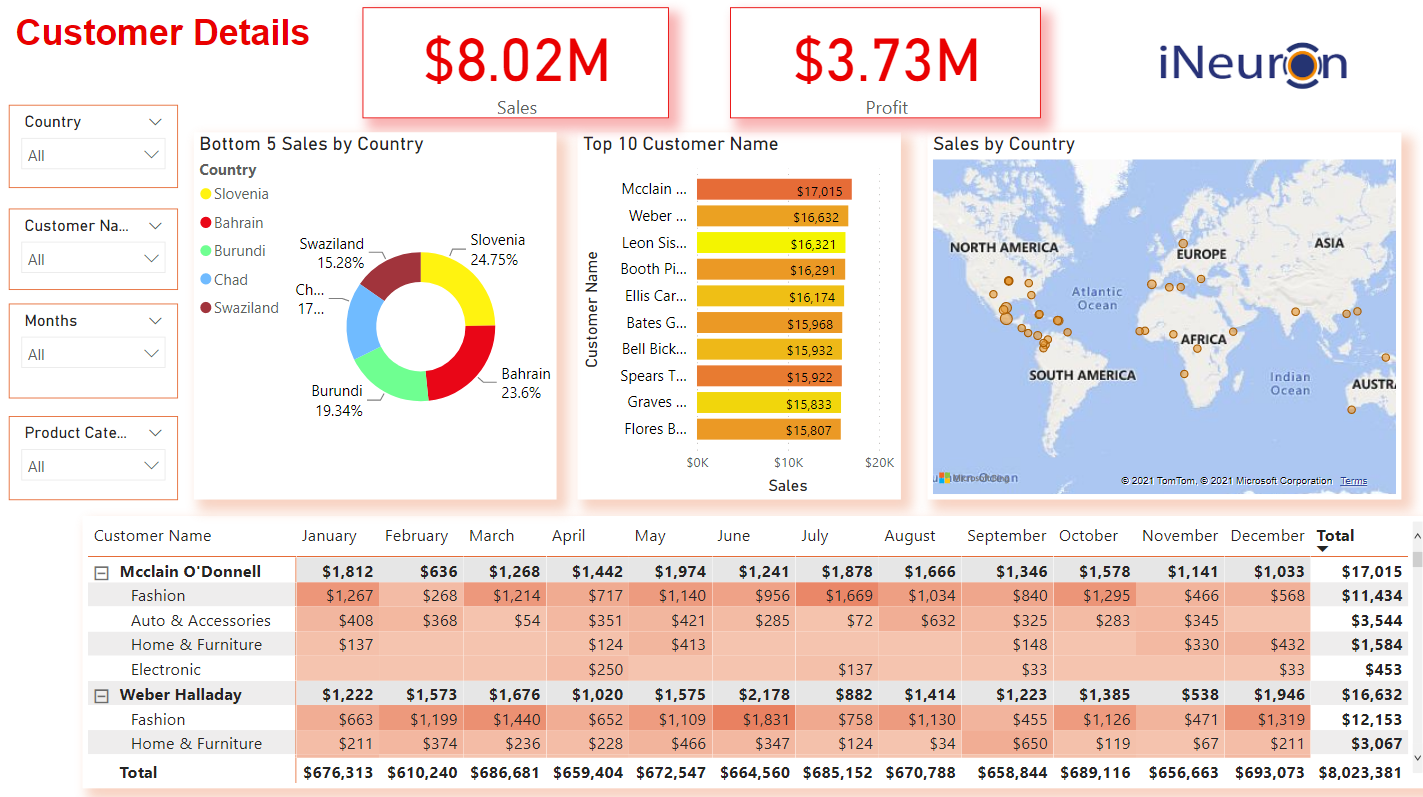 Customer Details
$8.02M
Sales
$3.73M
Profit
iNeuron
Country
All
Customer Na...
All
Months
All
Product Cate...
All
Bottom 5 Sales by Country
Country
Slovenia
Bahrain
Burundi
Chad
Swaziland
Swaziland
15.28%
Slovenia
24.75%
Ch...
17...
Burundi
19.34%
Bahrain
23.6%
Top 10 Customer Name
Customer Name
Mcclain ... $17,015
Weber ... $16,632
Leon Sis... $16,321
Booth Pi... $16,291
Ellis Car... $16,174
Bates G... $15,968
Bell Bick... $15,932
Spears T... $15,922
Graves ... $15,833
Flores B... $15,807
$0K $10K $20K
Sales
Sales by Country
NORTH AMERICA
EUROPE
ASIA
Atlantic
Ocean
AFRICA
SOUTH AMERICA
Indian
Ocean
AUSTRA
Ocean
© 2021 TomTom, © 2021 Microsoft Corporation Terms
Customer Name January February March April May June July August September October November December Total
Mcclain O'Donnell $1,812 $636 $1,268 $1,442 $1,974 $1,241 $1,878 $1,666 $1,346 $1,578 $1,141 $1,033 $17,015
Fashion $1,267 $268 $1,214 $717 $1,140 $956 $1,669 $1,034 $840 $1,295 $466 $568 $11,434
Auto & Accessories $408 $368 $54 $351 $421 $285 $72 $632 $325 $283 $345 $3,544
Home & Furniture $137 $124 $413 $148 $330 $432 $1,584
Electronic $250 $137 $33 $33 $453
Weber Halladay $1,222 $1,573 $1,676 $1,020 $1,575 $2,178 $882 $1,414 $1,223 $1,385 $538 $1,946 $16,632
Fashion $663 $1,199 $1,440 $652 $1,109 $1,831 $758 $1,130 $455 $1,126 $471 $1,319 $12,153
Home & Furniture $211 $374 $236 $228 $466 $347 $124 $34 $650 $119 $67 $211 $3,067
Total $676,313 $610,240 $686,681 $659,404 $672,547 $664,560 $685,152 $670,788 $658,844 $689,116 $656,663 $693,073 $8,023,381